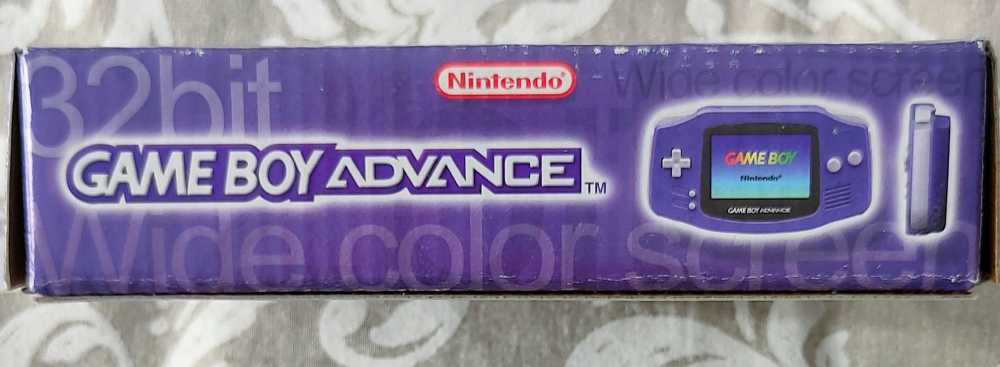 32bit
Nintendo®
Wide color screen
GAME BOY ADVANCE™
GAME BOY
Nintendo®
GAME BOY ADVANCE
Wide color screen